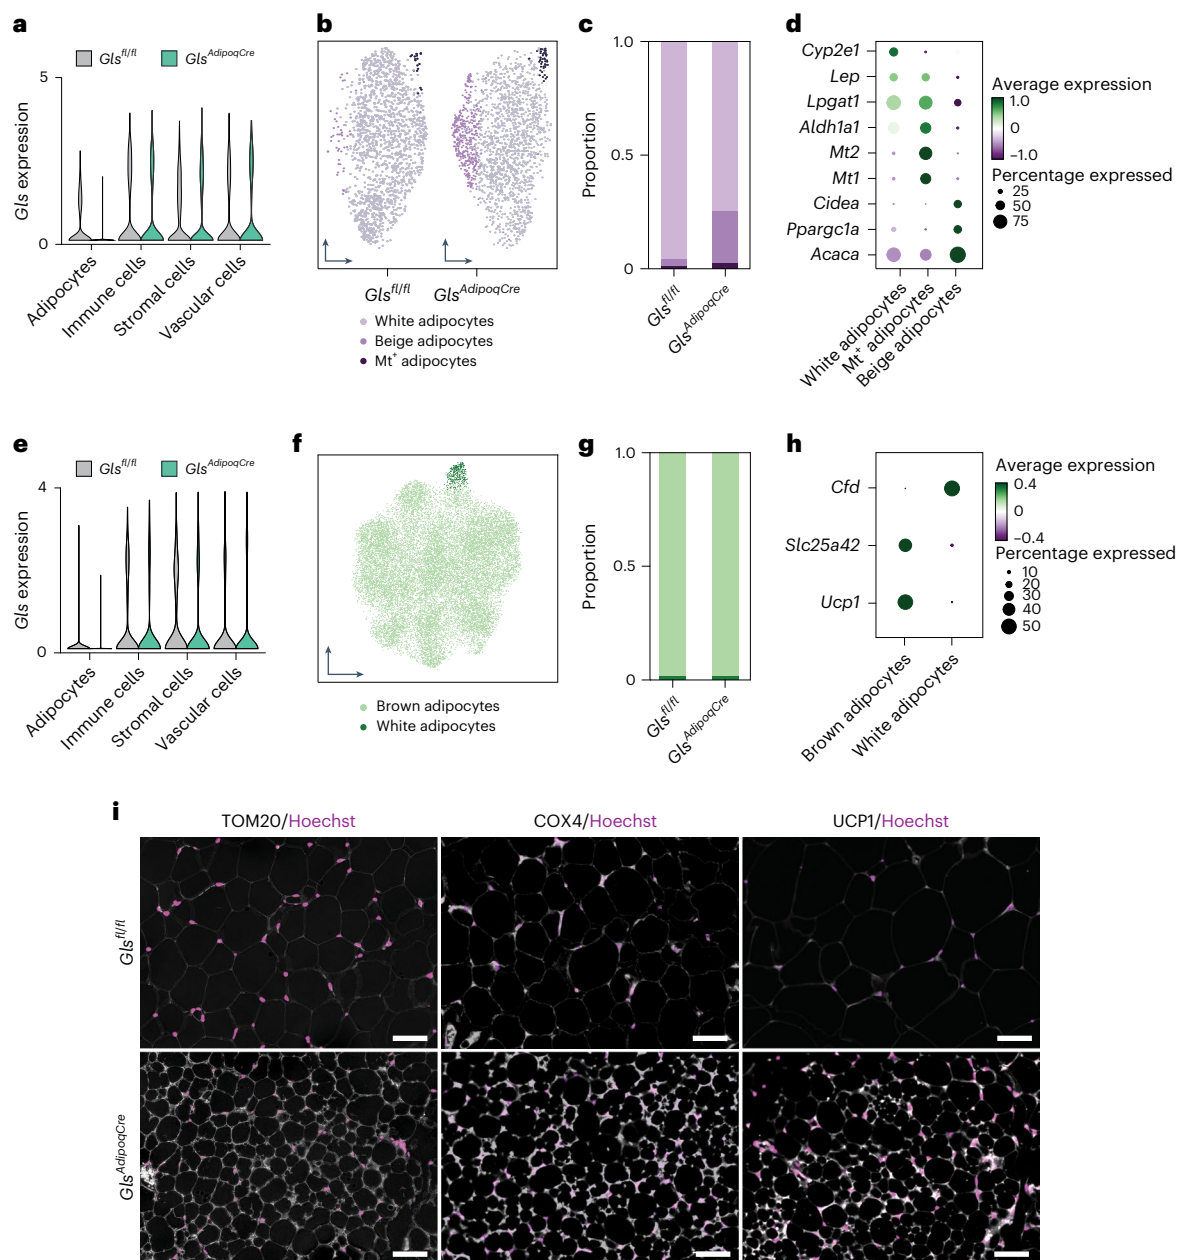 a
Gls^fl/fl
Gls^AdipoqCre
5
0
Gls expression
Adipocytes
Immune cells
Stromal cells
Vascular cells
b
Gls^fl/fl
Gls^AdipoqCre
White adipocytes
Beige adipocytes
Mt+ adipocytes
c
1.0
0.5
0
Proportion
Gls^fl/fl
Gls^AdipoqCre
d
Cyp2e1
Lep
Lpgat1
Aldh1a1
Mt2
Mt1
Cidea
Ppargc1a
Acaca
White adipocytes
Mt+ adipocytes
Beige adipocytes
Average expression
1.0
0
−1.0
Percentage expressed
25
50
75
e
Gls^fl/fl
Gls^AdipoqCre
4
0
Gls expression
Adipocytes
Immune cells
Stromal cells
Vascular cells
f
Brown adipocytes
White adipocytes
g
1.0
0.5
0
Proportion
Gls^fl/fl
Gls^AdipoqCre
h
Cfd
Slc25a42
Ucp1
Brown adipocytes
White adipocytes
Average expression
0.4
0
−0.4
Percentage expressed
10
20
30
40
50
i
TOM20/Hoechst
COX4/Hoechst
UCP1/Hoechst
Gls^fl/fl
Gls^AdipoqCre